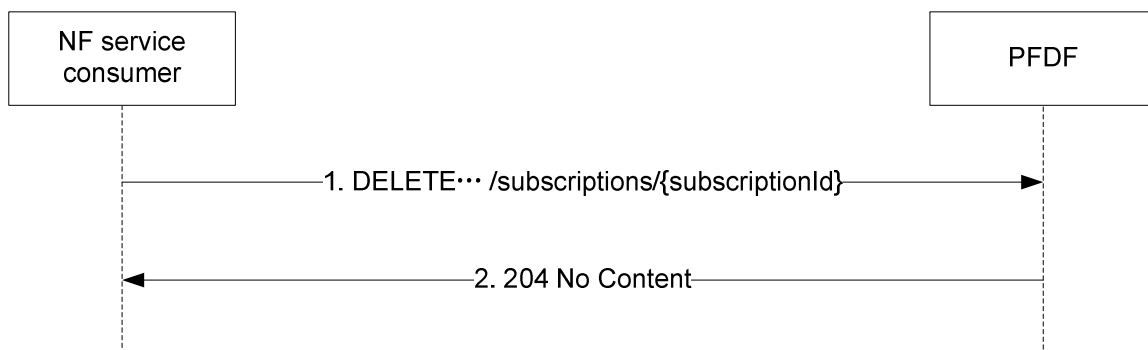 NF service
consumer
PFDF
1. DELETE··· /subscriptions/{subscriptionId}
2. 204 No Content